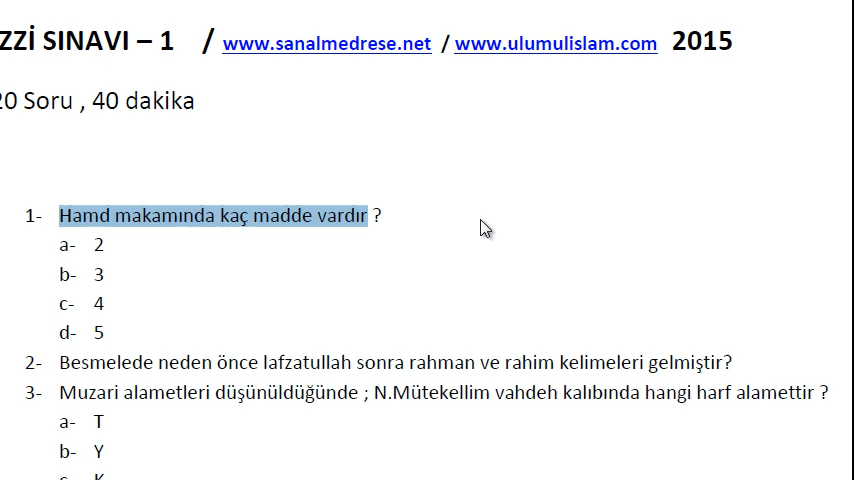 ZZİ SINAVI – 1 / www.sanalmedrese.net / www.ulumulislam.com 2015
20 Soru , 40 dakika
1- Hamd makamında kaç madde vardır ?
a- 2
b- 3
c- 4
d- 5
2- Besmelede neden önce lafzatullah sonra rahman ve rahim kelimeleri gelmiştir?
3- Muzari alametleri düşünüldüğünde ; N.Mütekellim vahdeh kalıbında hangi harf alamettir ?
a- T
b- Y
c- K